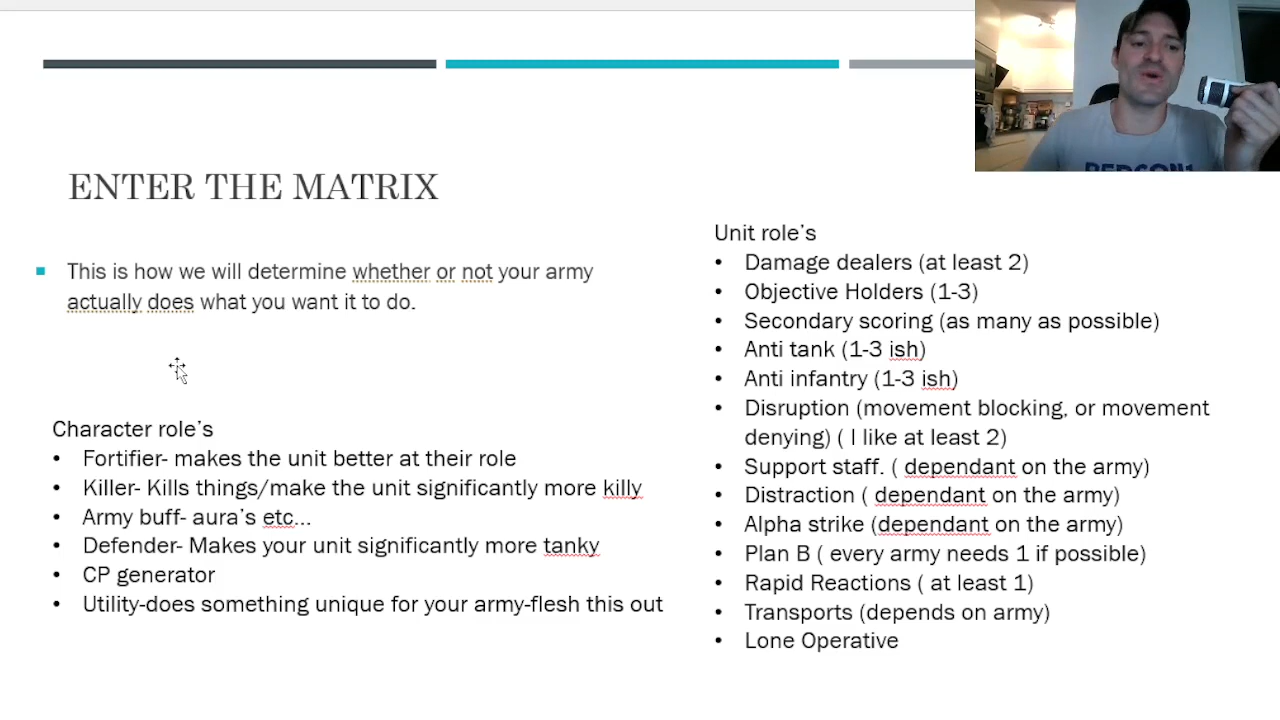 ENTER THE MATRIX
This is how we will determine whether or not your army
actually does what you want it to do.
Character role's
• Fortifier- makes the unit better at their role
• Killer- Kills things/make the unit significantly more killy
• Army buff- aura's etc...
• Defender- Makes your unit significantly more tanky
• CP generator
• Utility-does something unique for your army-flesh this out
Unit role's
• Damage dealers (at least 2)
• Objective Holders (1-3)
• Secondary scoring (as many as possible)
• Anti tank (1-3 ish)
• Anti infantry (1-3 ish)
• Disruption (movement blocking, or movement
denying) ( I like at least 2)
• Support staff. ( dependant on the army)
• Distraction ( dependant on the army)
• Alpha strike (dependant on the army)
• Plan B ( every army needs 1 if possible)
• Rapid Reactions ( at least 1)
• Transports (depends on army)
• Lone Operative